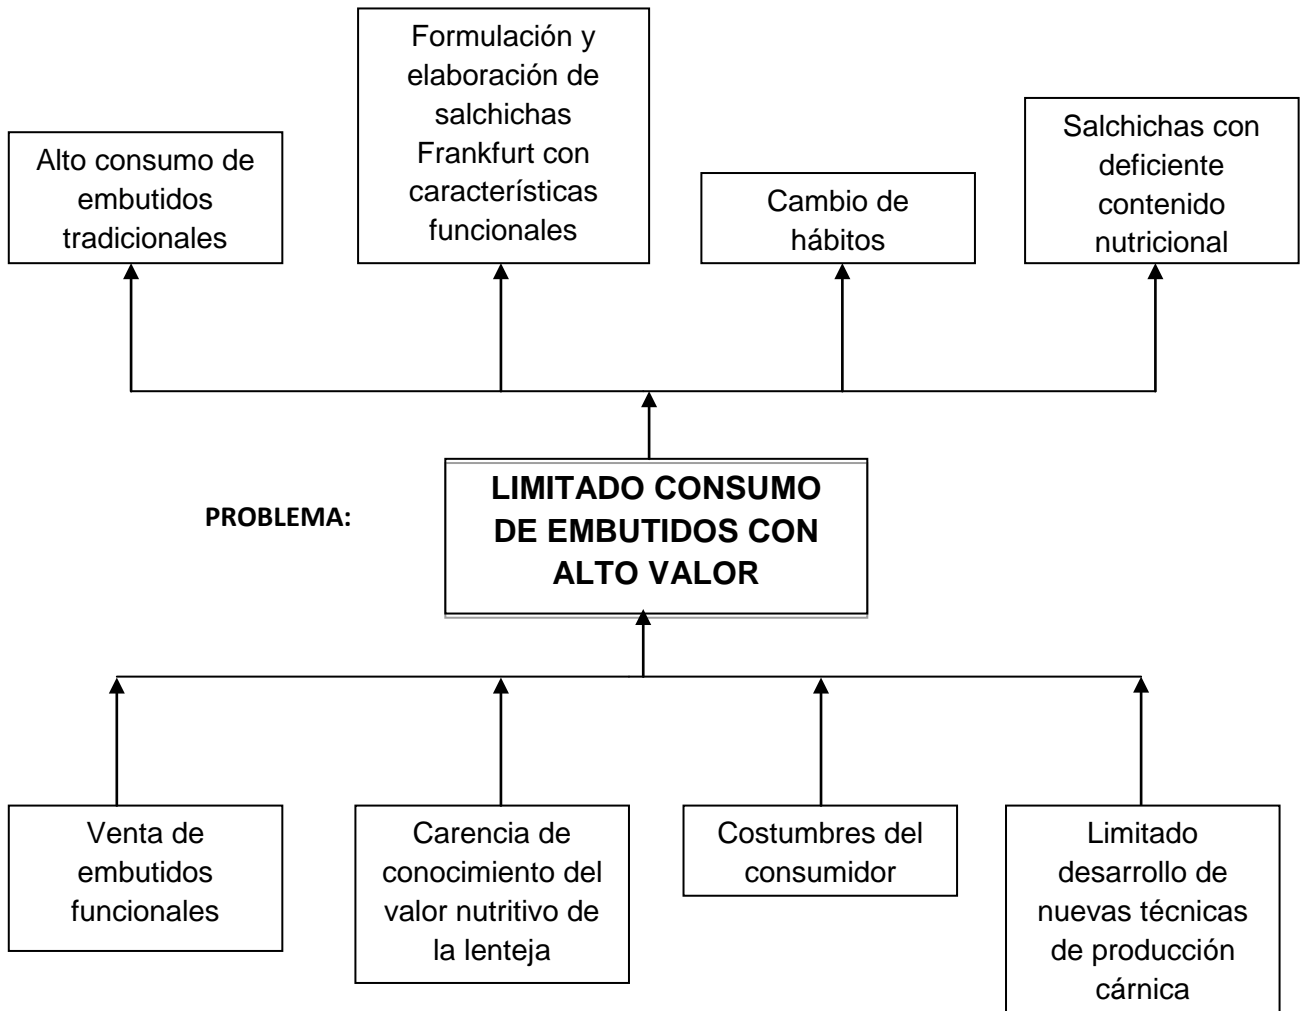 Formulación y
elaboración de
salchichas
Frankfurt con
características
funcionales
Alto consumo de
embutidos
tradicionales
Cambio de
hábitos
Salchichas con
deficiente
contenido
nutricional
PROBLEMA:
LIMITADO CONSUMO
DE EMBUTIDOS CON
ALTO VALOR
Venta de
embutidos
funcionales
Carencia de
conocimiento del
valor nutritivo de
la lenteja
Costumbres del
consumidor
Limitado
desarrollo de
nuevas técnicas
de producción
cárnica